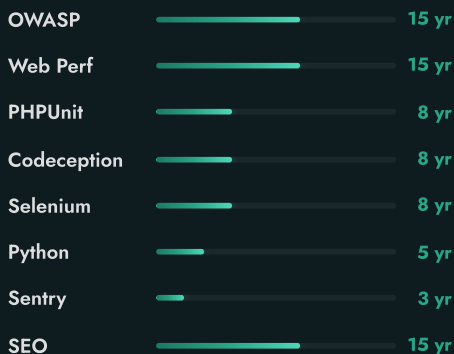 OWASP 15 yr
Web Perf 15 yr
PHPUnit 8 yr
Codeception 8 yr
Selenium 8 yr
Python 5 yr
Sentry 3 yr
SEO 15 yr